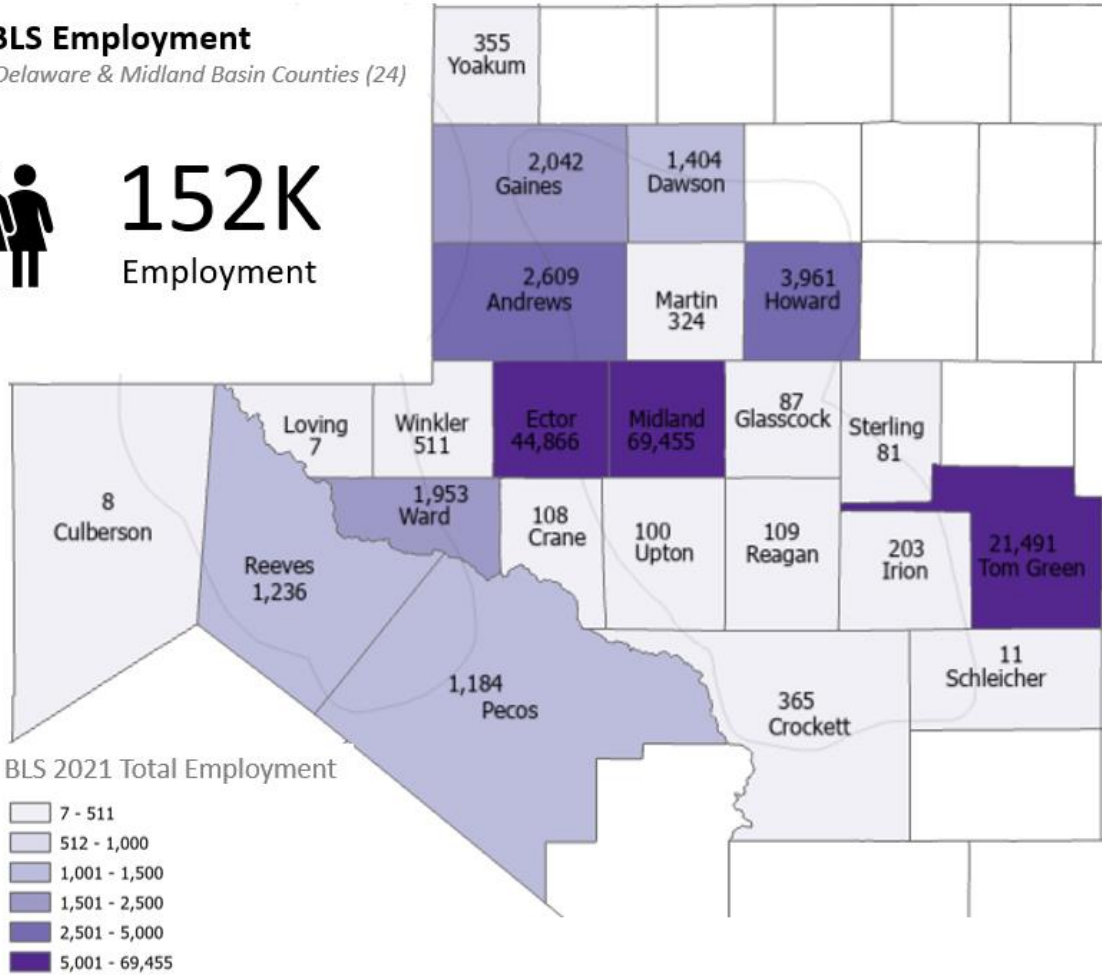 BLS Employment
Delaware & Midland Basin Counties (24)
152K
Employment
355
Yoakum
2,042
Gaines
1,404
Dawson
2,609
Andrews
Martin
324
3,961
Howard
Loving
7
Winkler
511
Ector
44,866
Midland
69,455
87
Glasscock
Sterling
81
8
Culberson
Reeves
1,236
1,953
Ward
108
Crane
100
Upton
109
Reagan
203
Irion
21,491
Tom Green
1,184
Pecos
365
Crockett
11
Schleicher
BLS 2021 Total Employment
7 - 511
512 - 1,000
1,001 - 1,500
1,501 - 2,500
2,501 - 5,000
5,001 - 69,455